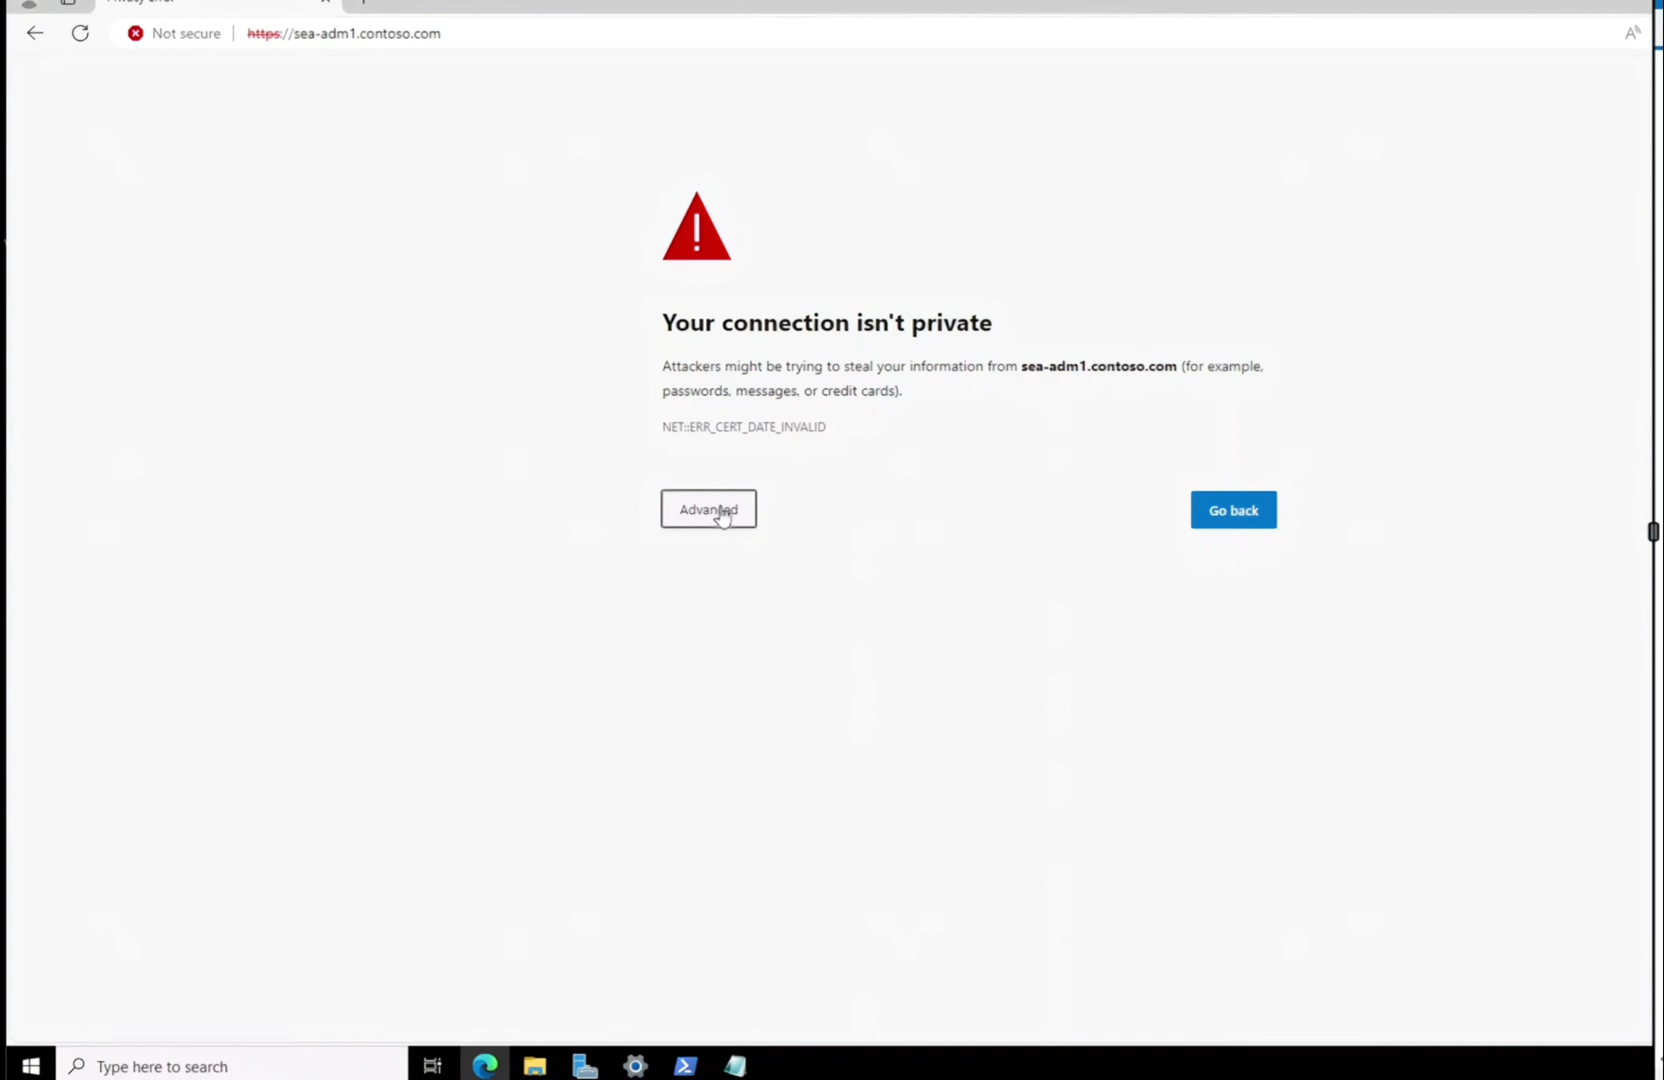 Not secure | https://sea-adm1.contoso.com
Your connection isn't private
Attackers might be trying to steal your information from sea-adm1.contoso.com (for example,
passwords, messages, or credit cards).
NET::ERR_CERT_DATE_INVALID
Advanced
Go back
Type here to search